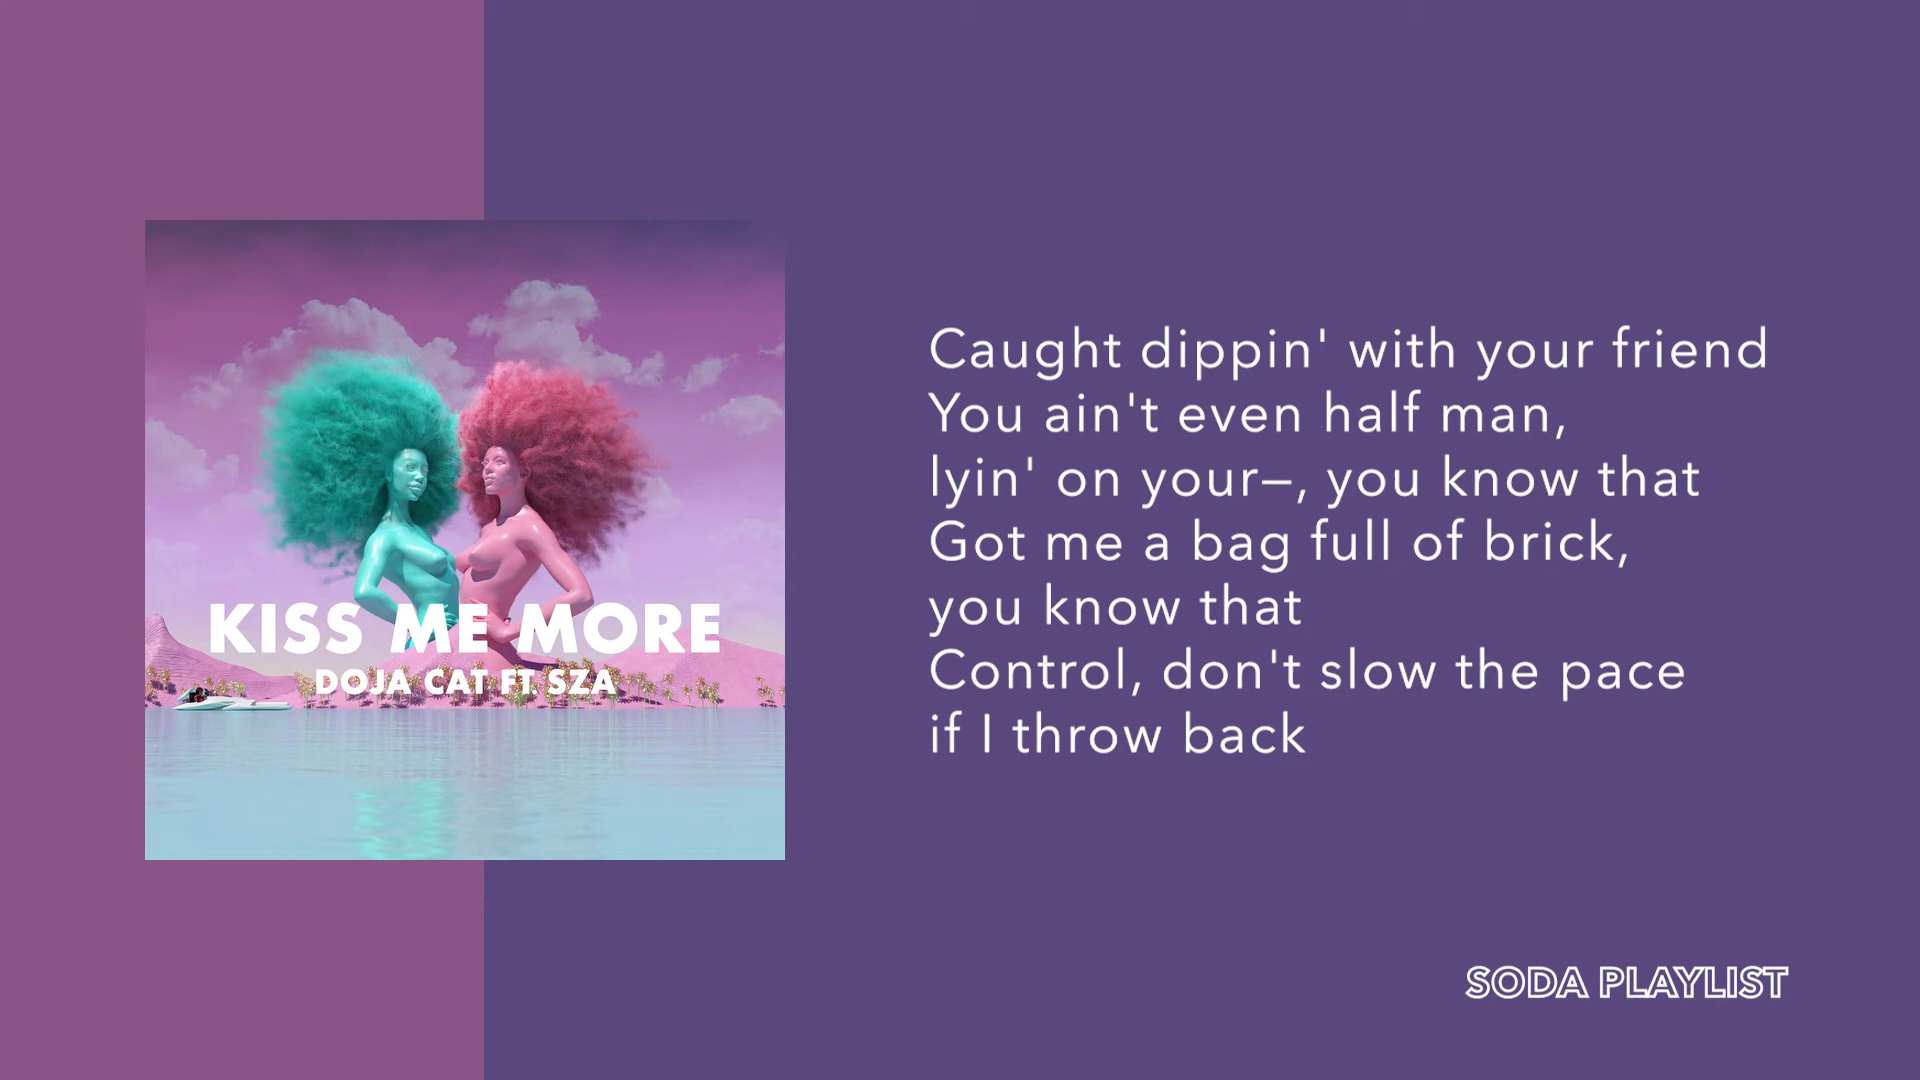 KISS ME MORE
DOJA CAT FT. SZA
Caught dippin' with your friend
You ain't even half man,
lyin' on your–, you know that
Got me a bag full of brick,
you know that
Control, don't slow the pace
if I throw back
SODA PLAYLIST